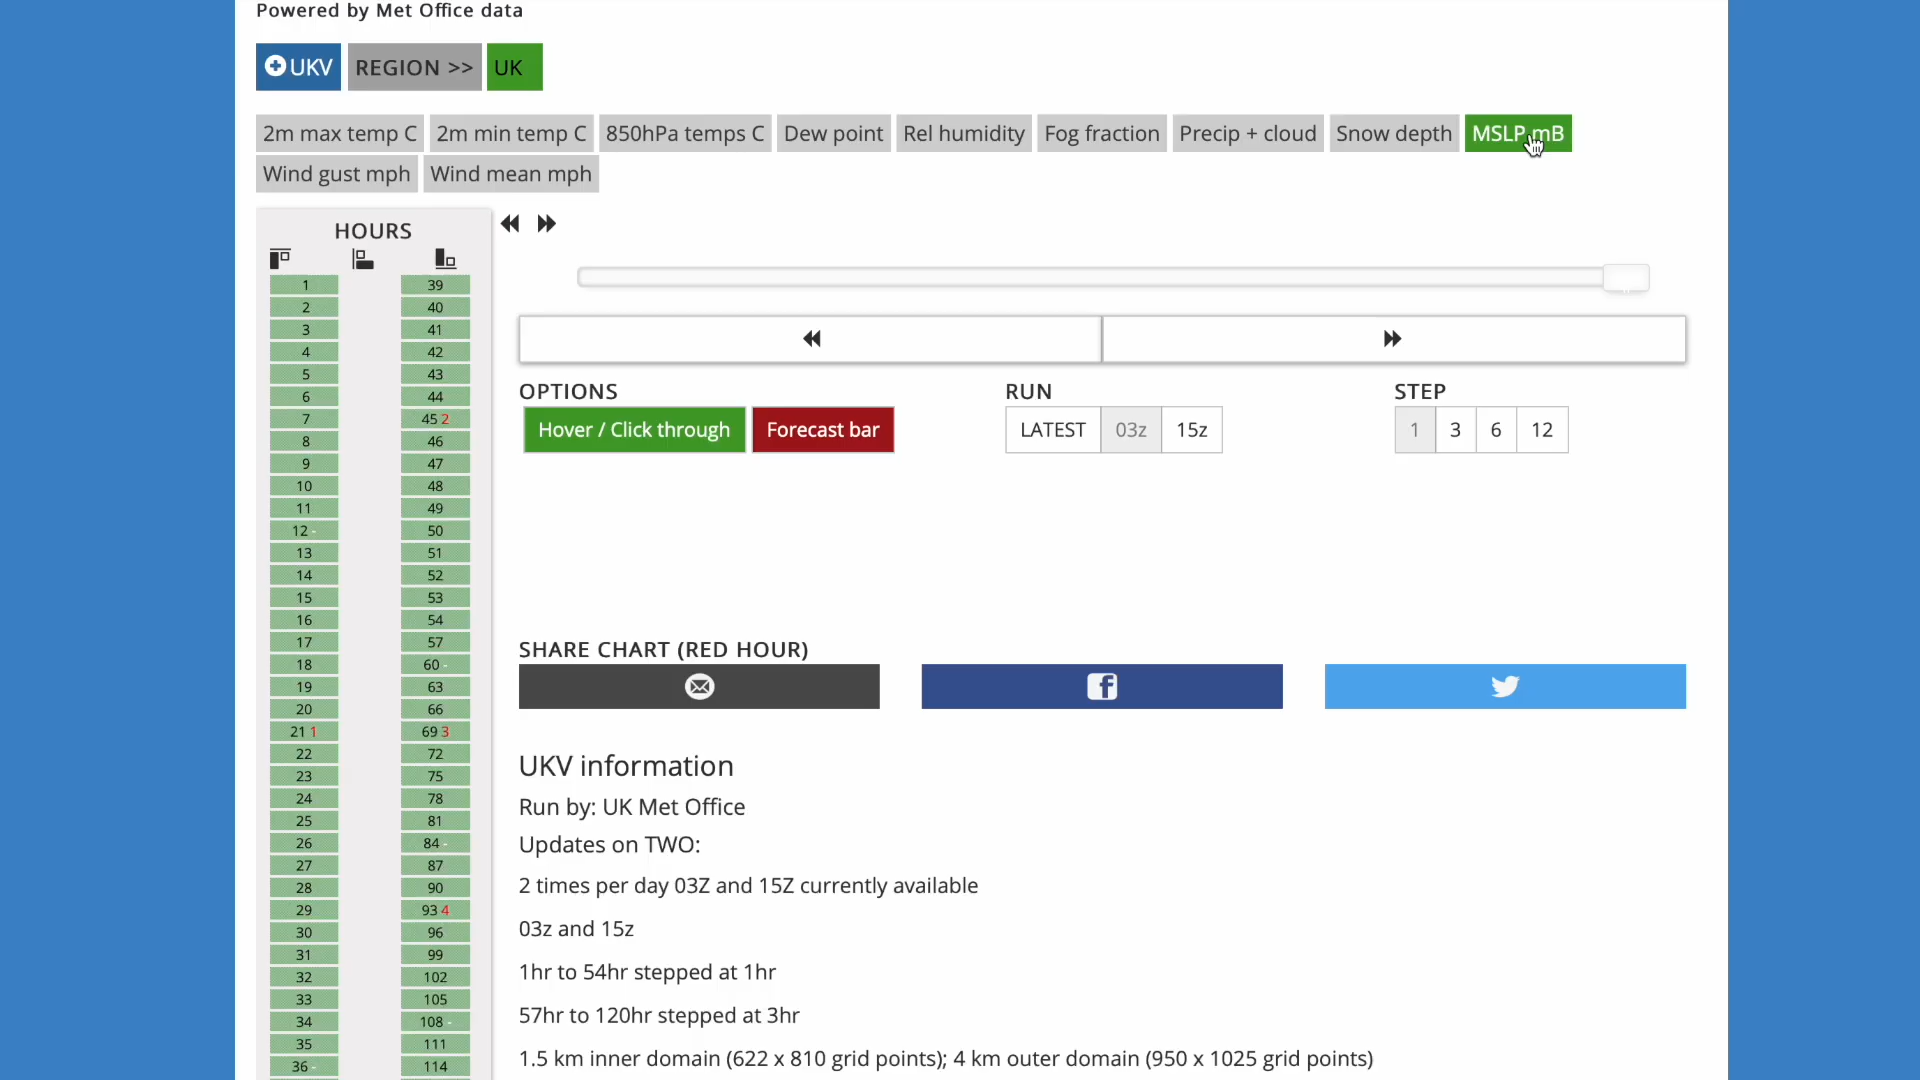 Powered by Met Office data
UKV REGION >> UK
2m max temp C 2m min temp C 850hPa temps C Dew point Rel humidity Fog fraction Precip + cloud Snow depth MSLP mB
Wind gust mph Wind mean mph
HOURS
1 39
2 40
3 41
4 42
5 43
6 44
7 45 2
8 46
9 47
10 48
11 49
12 - 50
13 51
14 52
15 53
16 54
17 57
18 60 -
19 63
20 66
21 1 69 3
22 72
23 75
24 78
25 81
26 84 -
27 87
28 90
29 93 4
30 96
31 99
32 102
33 105
34 108 -
35 111
36 - 114
OPTIONS RUN STEP
Hover / Click through Forecast bar LATEST 03z 15z 1 3 6 12
SHARE CHART (RED HOUR)
UKV information
Run by: UK Met Office
Updates on TWO:
2 times per day 03Z and 15Z currently available
03z and 15z
1hr to 54hr stepped at 1hr
57hr to 120hr stepped at 3hr
1.5 km inner domain (622 x 810 grid points); 4 km outer domain (950 x 1025 grid points)